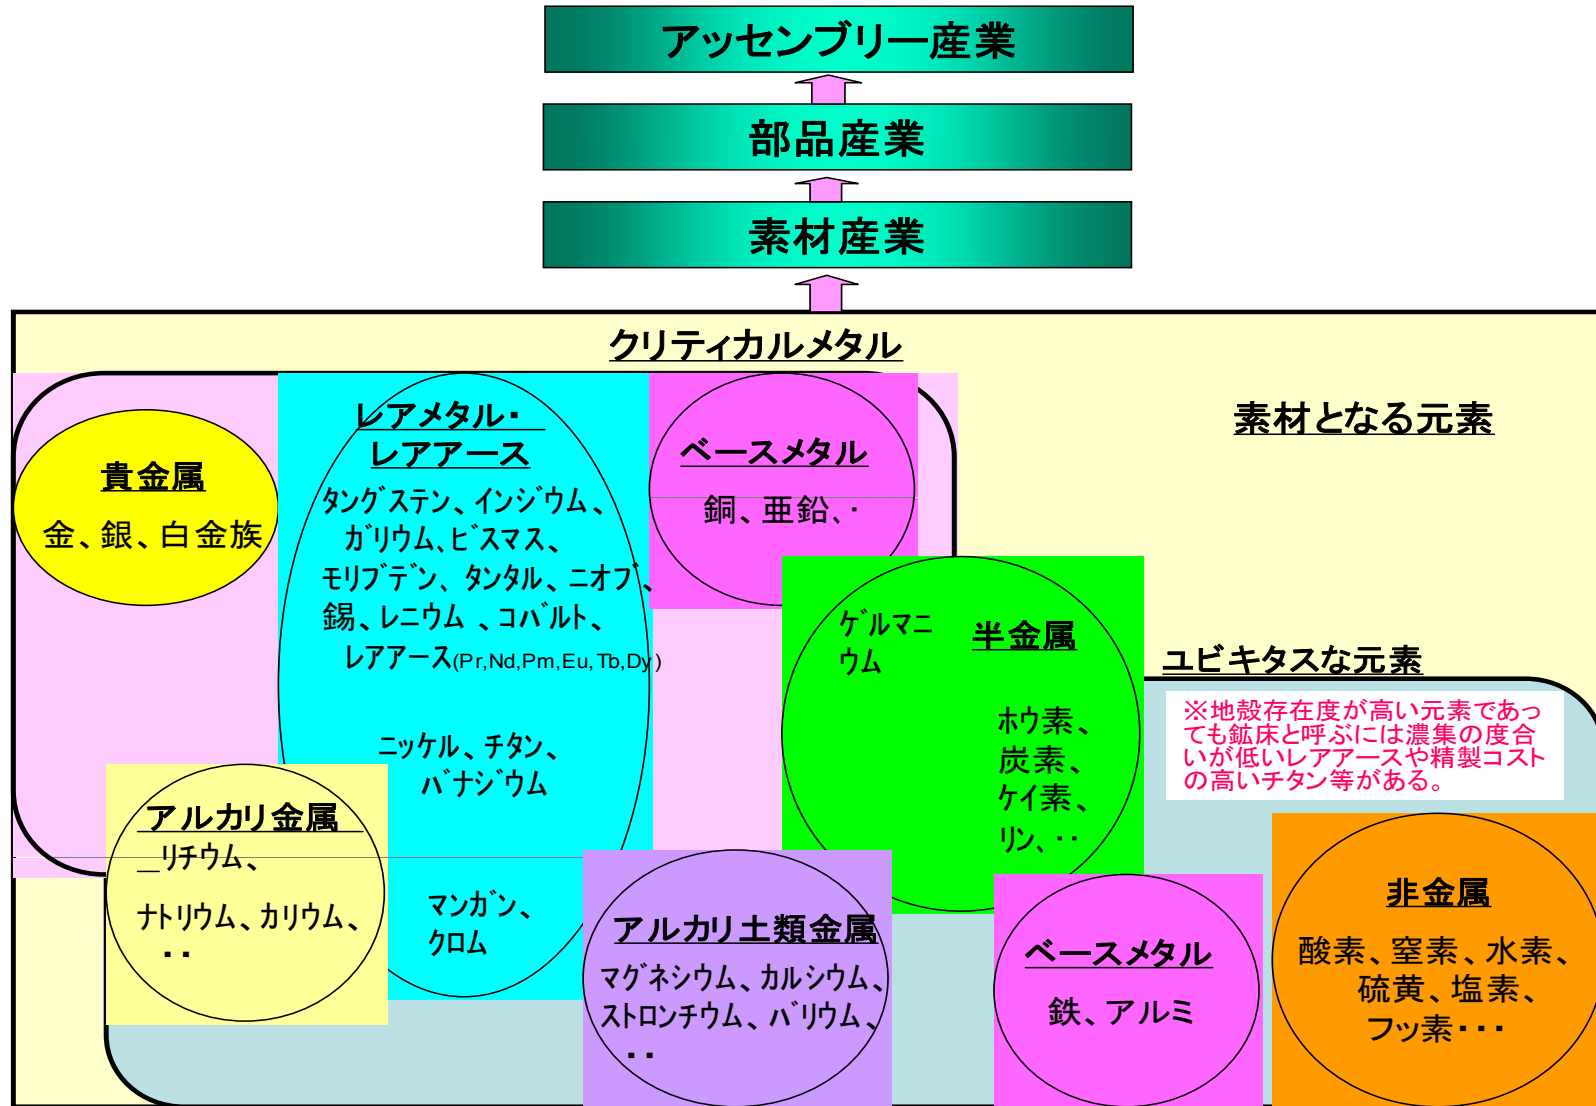 アッセンブリー産業
部品産業
素材産業
クリティカルメタル
素材となる元素
貴金属
金、銀、白金族
レアメタル・
レアアース
タングステン、インジウム、
ガリウム、ビスマス、
モリブデン、タンタル、ニオブ、
錫、レニウム 、コバルト、
レアアース(Pr,Nd,Pm,Eu,Tb,Dy)
ニッケル、チタン、
バナジウム
マンガン、
クロム
ベースメタル
銅、亜鉛、・
ゲルマニ
ウム
半金属
ホウ素、
炭素、
ケイ素、
リン、・・
ユビキタスな元素
※地殻存在度が高い元素であっ
ても鉱床と呼ぶには濃集の度合
いが低いレアアースや精製コスト
の高いチタン等がある。
アルカリ金属
リチウム、
ナトリウム、カリウム、
・・
アルカリ土類金属
マグネシウム、カルシウム、
ストロンチウム、バリウム、
・・
ベースメタル
鉄、アルミ
非金属
酸素、窒素、水素、
硫黄、塩素、
フッ素・・・